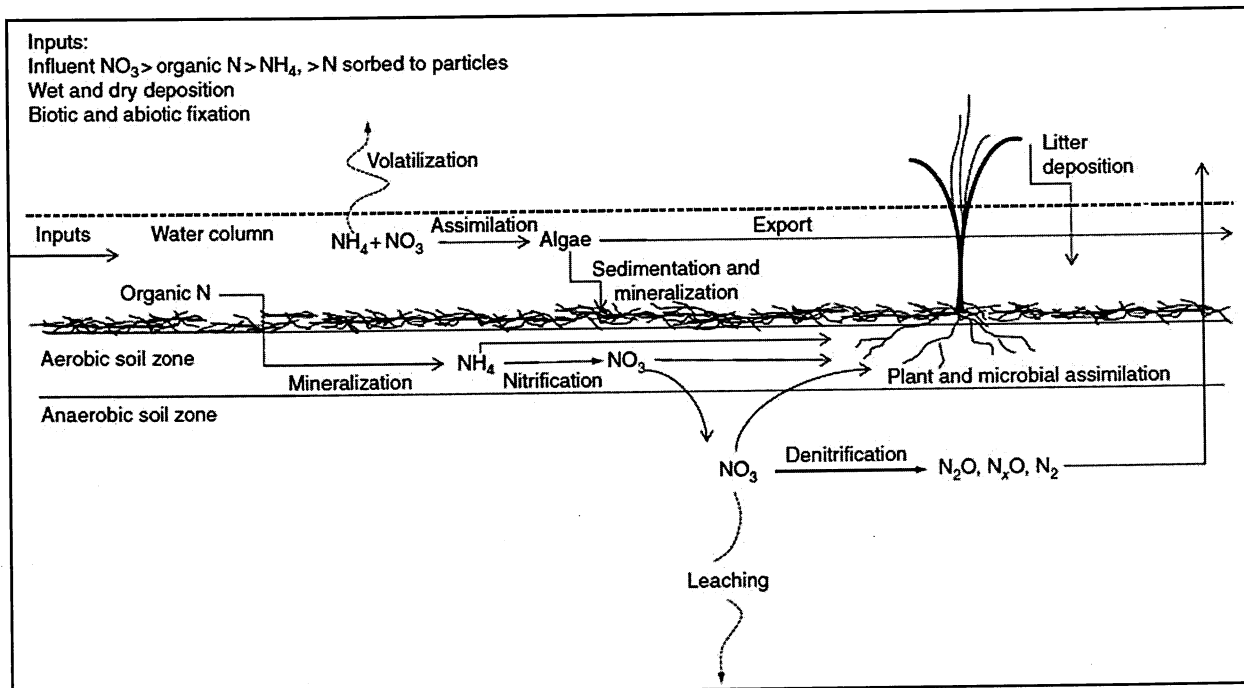 Inputs:
Influent NO₃> organic N > NH₄, > N sorbed to particles
Wet and dry deposition
Biotic and abiotic fixation
Volatilization
Litter
deposition
Inputs
Water column
NH₄ + NO₃
Assimilation
Algae
Export
Sedimentation and
mineralization
Organic N
Aerobic soil zone
Mineralization
NH₄
Nitrification
NO₃
Plant and microbial assimilation
Anaerobic soil zone
NO₃
Denitrification
N₂O, NₓO, N₂
Leaching